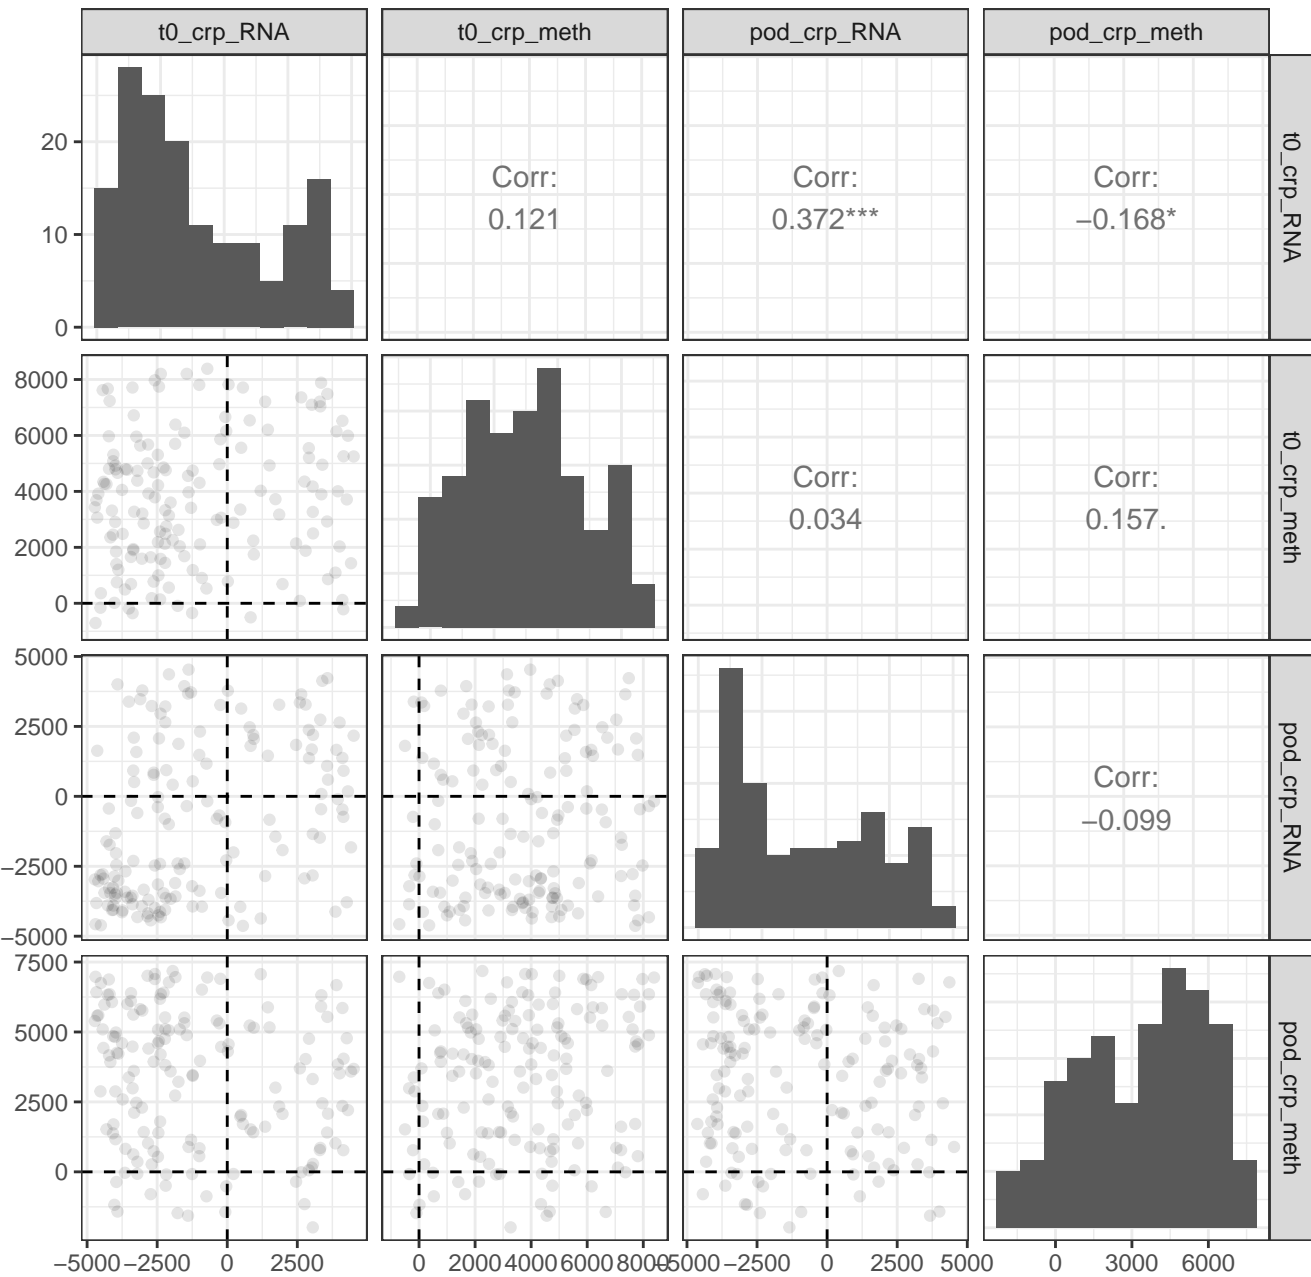 t0_crp_RNA
t0_crp_meth
pod_crp_RNA
pod_crp_meth
20
10
0
Corr:
0.121
Corr:
0.372***
Corr:
−0.168*
t0_crp_RNA
8000
6000
4000
2000
0
Corr:
0.034
Corr:
0.157.
t0_crp_meth
5000
2500
0
−2500
−5000
Corr:
−0.099
pod_crp_RNA
7500
5000
2500
0
pod_crp_meth
−5000 −2500 0 2500
0 2000 4000 6000 8000
−5000 −2500 0 2500 5000
0 3000 6000